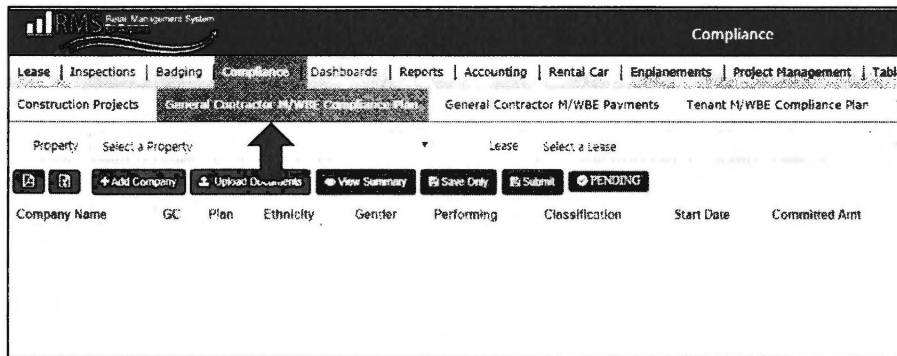 RMS Retail Management System
Compliance
Lease | Inspections | Badging | Compliance | Dashboards | Reports | Accounting | Rental Car | Enplanements | Project Management | Tabl
Construction Projects General Contractor M/WBE Compliance Plan General Contractor M/WBE Payments Tenant M/WBE Compliance Plan
Property Select a Property Lease Select a Lease
+ Add Company Upload Documents View Summary Save Only Submit PENDING
Company Name GC Plan Ethnicity Gender Performing Classification Start Date Committed Amt